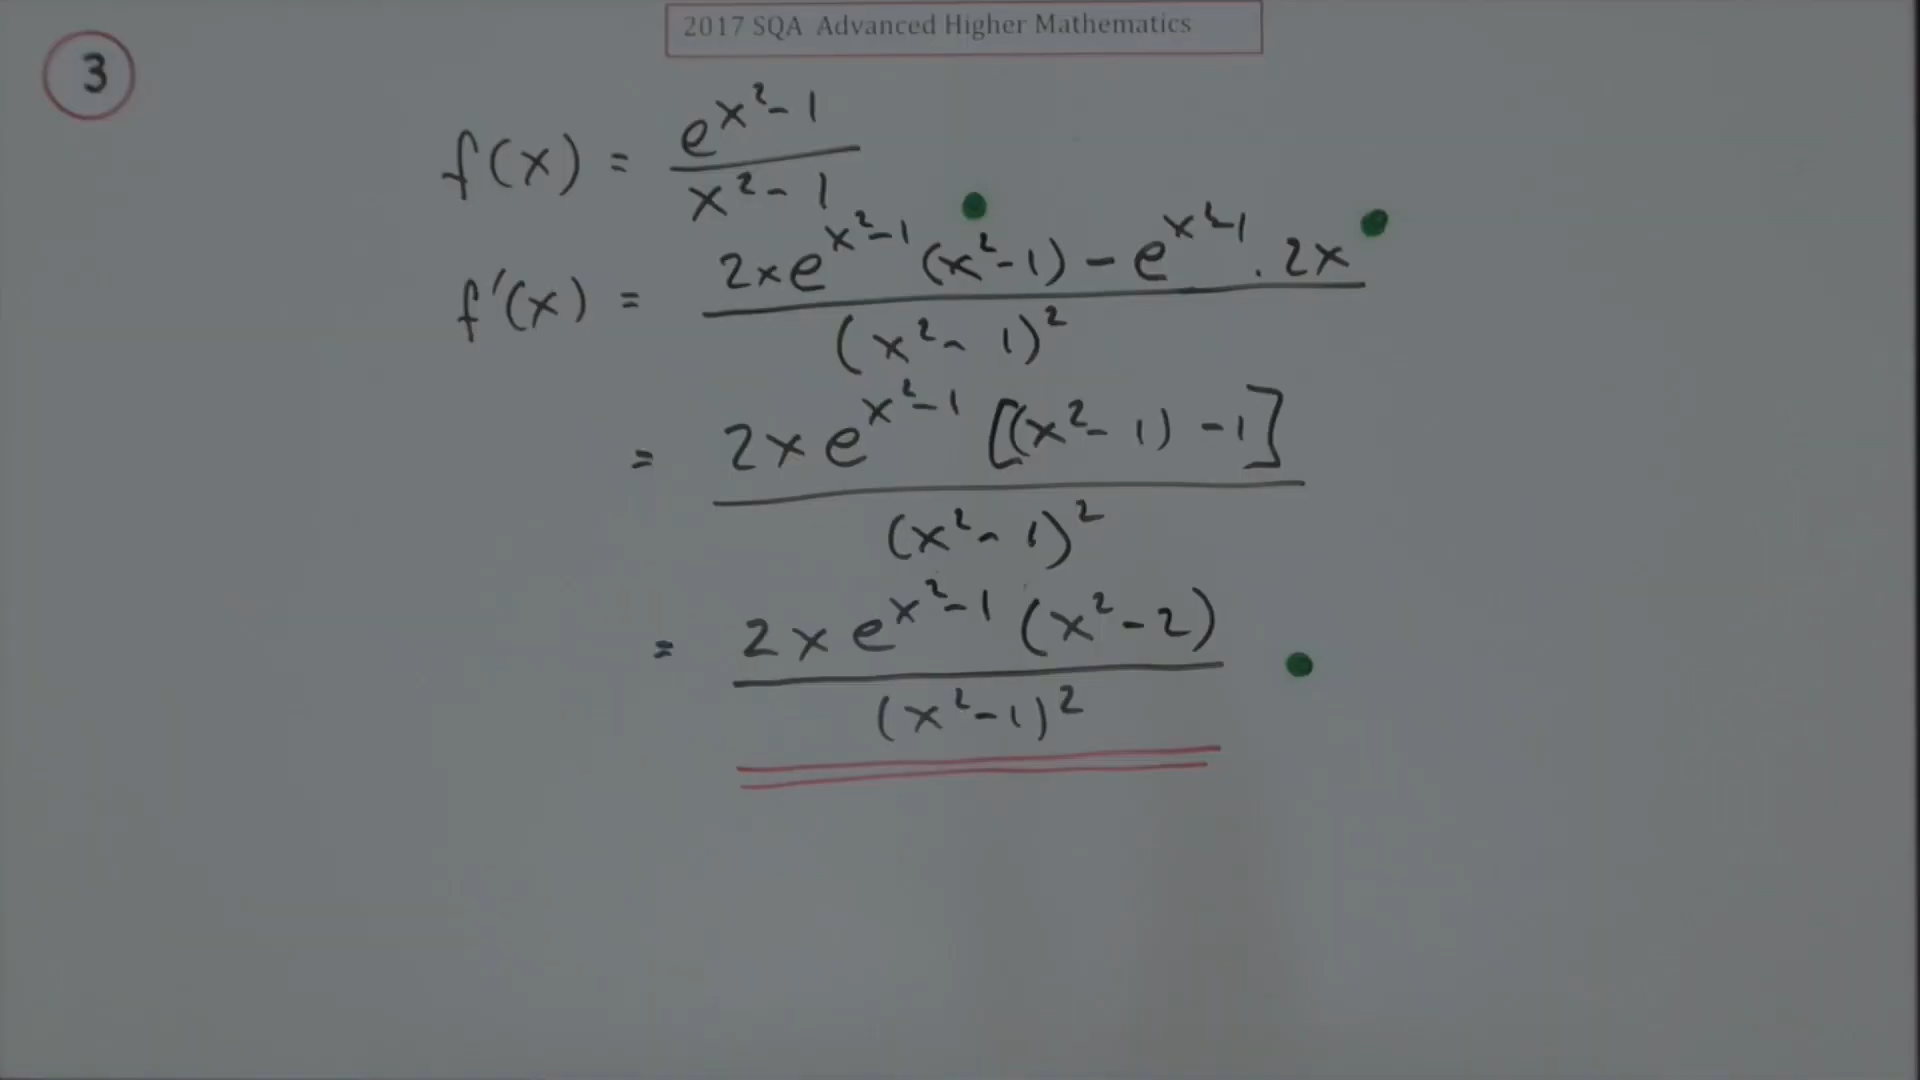 2017 SQA Advanced Higher Mathematics
3
f(x) = e^(x²-1) / (x²-1)
f'(x) = 2xe^(x²-1) (x²-1) - e^(x²-1) . 2x / (x²-1)²
= 2xe^(x²-1) [(x²-1) -1] / (x²-1)²
= 2xe^(x²-1) (x²-2) / (x²-1)²